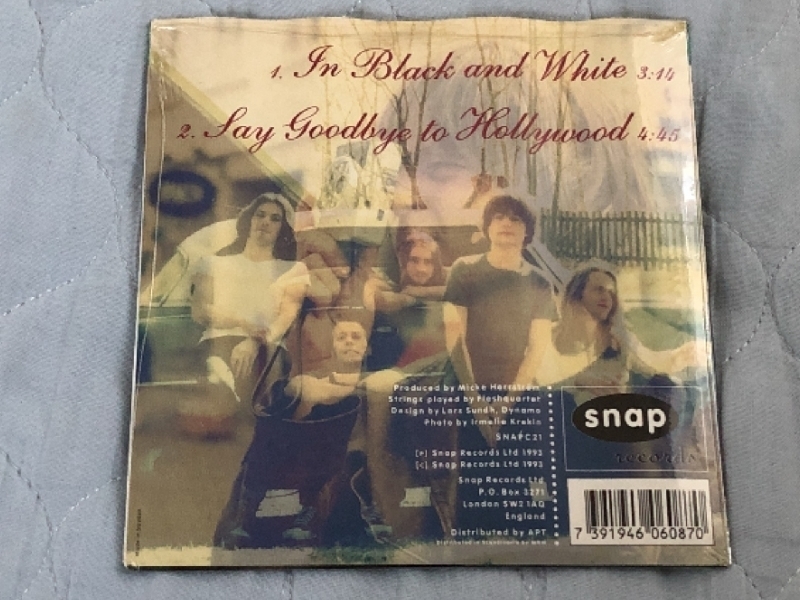 1. In Black and White 3:14
2. Say Goodbye to Hollywood 4:45
Produced by Micke Herrström
Strings played by Fleshquartet
Design by Lars Sundh, Dynamo
Photo by Irmelie Krekin
SNAPC21
[P] Snap Records Ltd 1993
[C] Snap Records Ltd 1993
Snap Records Ltd
P.O. Box 3271
London SW2 1AQ
England
Distributed by APT
snap
records
7 391946 060870